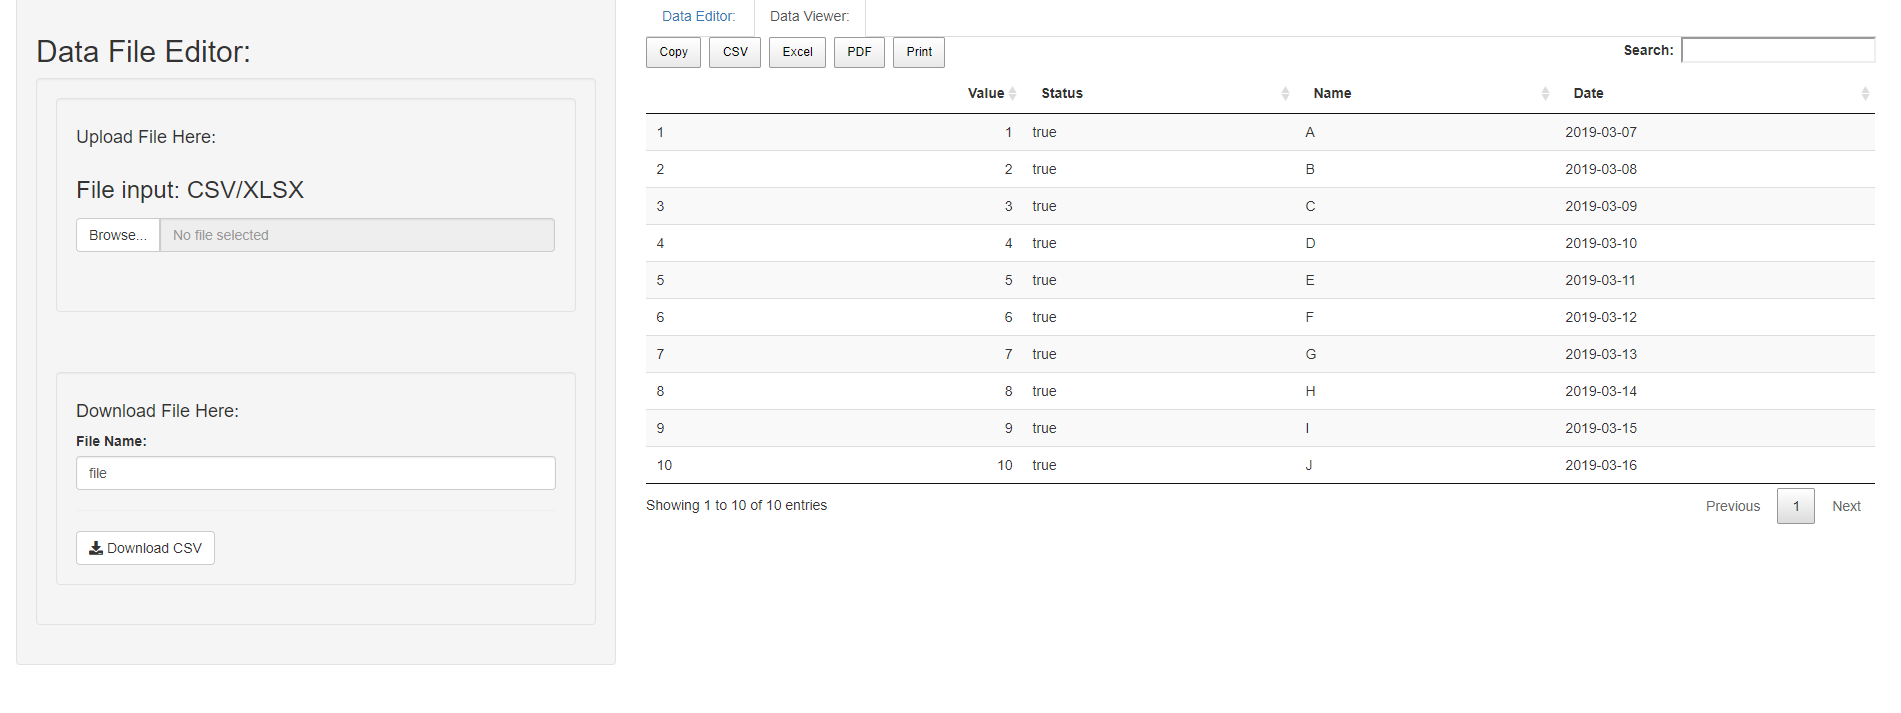 Data File Editor:
Upload File Here:
File input: CSV/XLSX
Browse... No file selected
Download File Here:
File Name:
file
Download CSV
Data Editor: Data Viewer:
Copy CSV Excel PDF Print Search:
Value Status Name Date
1 1 true A 2019-03-07
2 2 true B 2019-03-08
3 3 true C 2019-03-09
4 4 true D 2019-03-10
5 5 true E 2019-03-11
6 6 true F 2019-03-12
7 7 true G 2019-03-13
8 8 true H 2019-03-14
9 9 true I 2019-03-15
10 10 true J 2019-03-16
Showing 1 to 10 of 10 entries Previous 1 Next